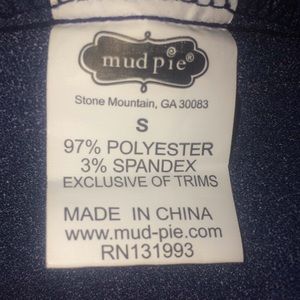 mud pie®
Stone Mountain, GA 30083
S
97% POLYESTER
3% SPANDEX
EXCLUSIVE OF TRIMS
MADE IN CHINA
www.mud-pie.com
RN131993